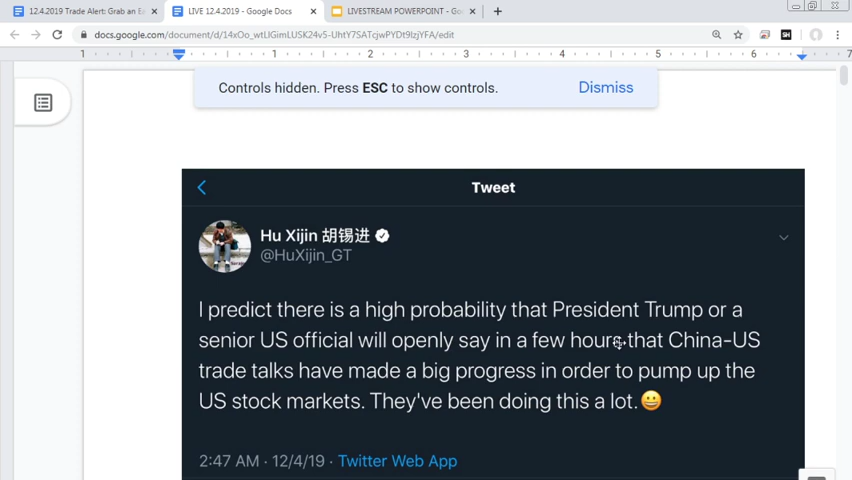 12.4.2019 Trade Alert: Grab an Ea × LIVE 12.4.2019 - Google Docs × LIVESTREAM POWERPOINT - Go ×
docs.google.com/document/d/14xOo_wtLIGimLUSK24v5-UhtY7SATcjwPYDt9IzjYFA/edit
1 1 2 3 4 5 6 7
Controls hidden. Press ESC to show controls. Dismiss
Tweet
Hu Xijin 胡锡进
@HuXijin_GT
I predict there is a high probability that President Trump or a
senior US official will openly say in a few hours that China-US
trade talks have made a big progress in order to pump up the
US stock markets. They've been doing this a lot.😀
2:47 AM · 12/4/19 · Twitter Web App